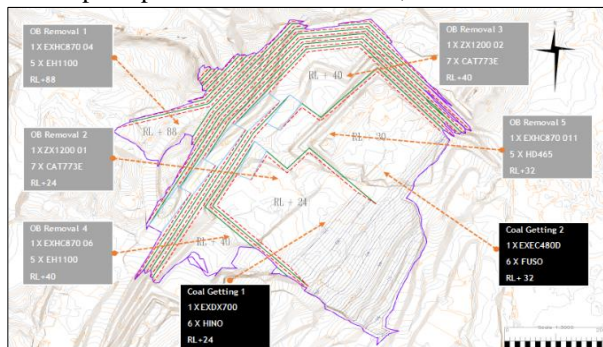 OB Removal 1
1 X EXHC870 04
5 X EH1100
RL+88
OB Removal 3
1 X ZX1200 02
7 X CAT773E
RL+40
RL + 40
RL + 88
OB Removal 2
1 X ZX1200 01
7 X CAT773E
RL+24
OB Removal 5
1 X EXHC870 011
5 X HD465
RL+32
RL + 24
OB Removal 4
1 X EXHC870 06
5 X EH1100
RL+40
RL + 40
Coal Getting 2
1 X EXEC480D
6 X FUSO
RL+ 32
Coal Getting 1
1 X EXDX700
6 X HINO
RL+24